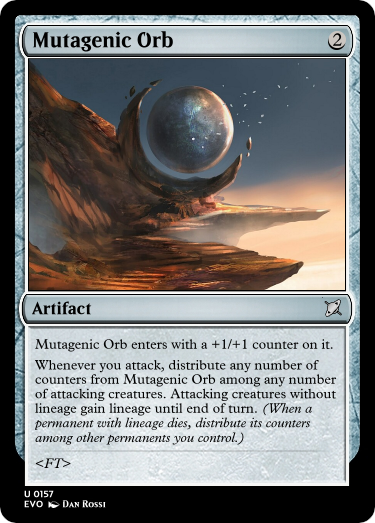 Mutagenic Orb
2
Artifact
Mutagenic Orb enters with a +1/+1 counter on it.
Whenever you attack, distribute any number of
counters from Mutagenic Orb among any number
of attacking creatures. Attacking creatures without
lineage gain lineage until end of turn. (When a
permanent with lineage dies, distribute its counters
among other permanents you control.)
<FT>
U 0157
EVO Dan Rossi